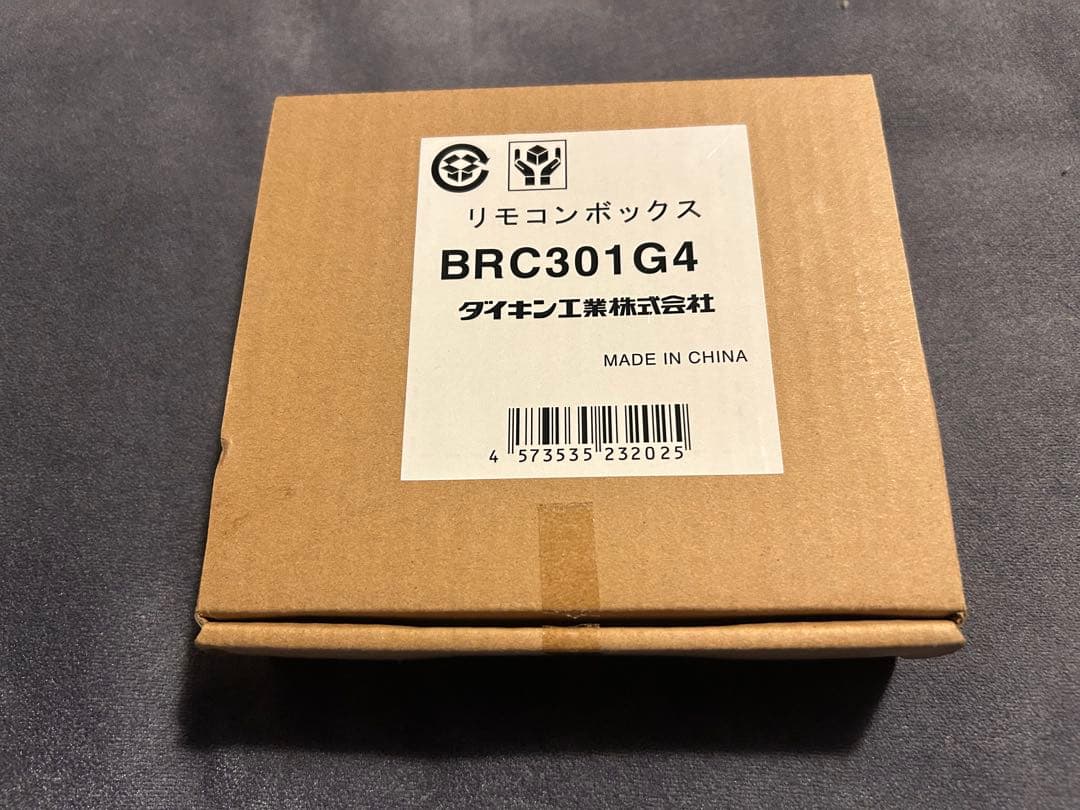 リモコンボックス
BRC301G4
ダイキン工業株式会社
MADE IN CHINA
4 573535 232025